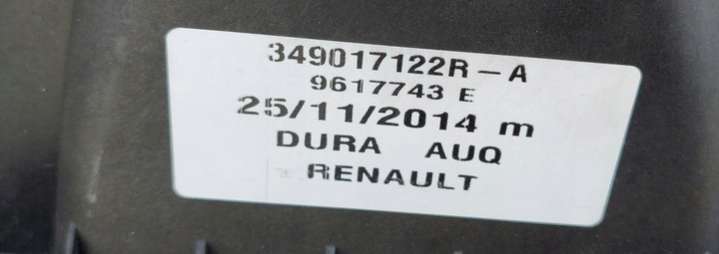 349017122R-A
9617743 E
25/11/2014 m
DURA AUQ
RENAULT